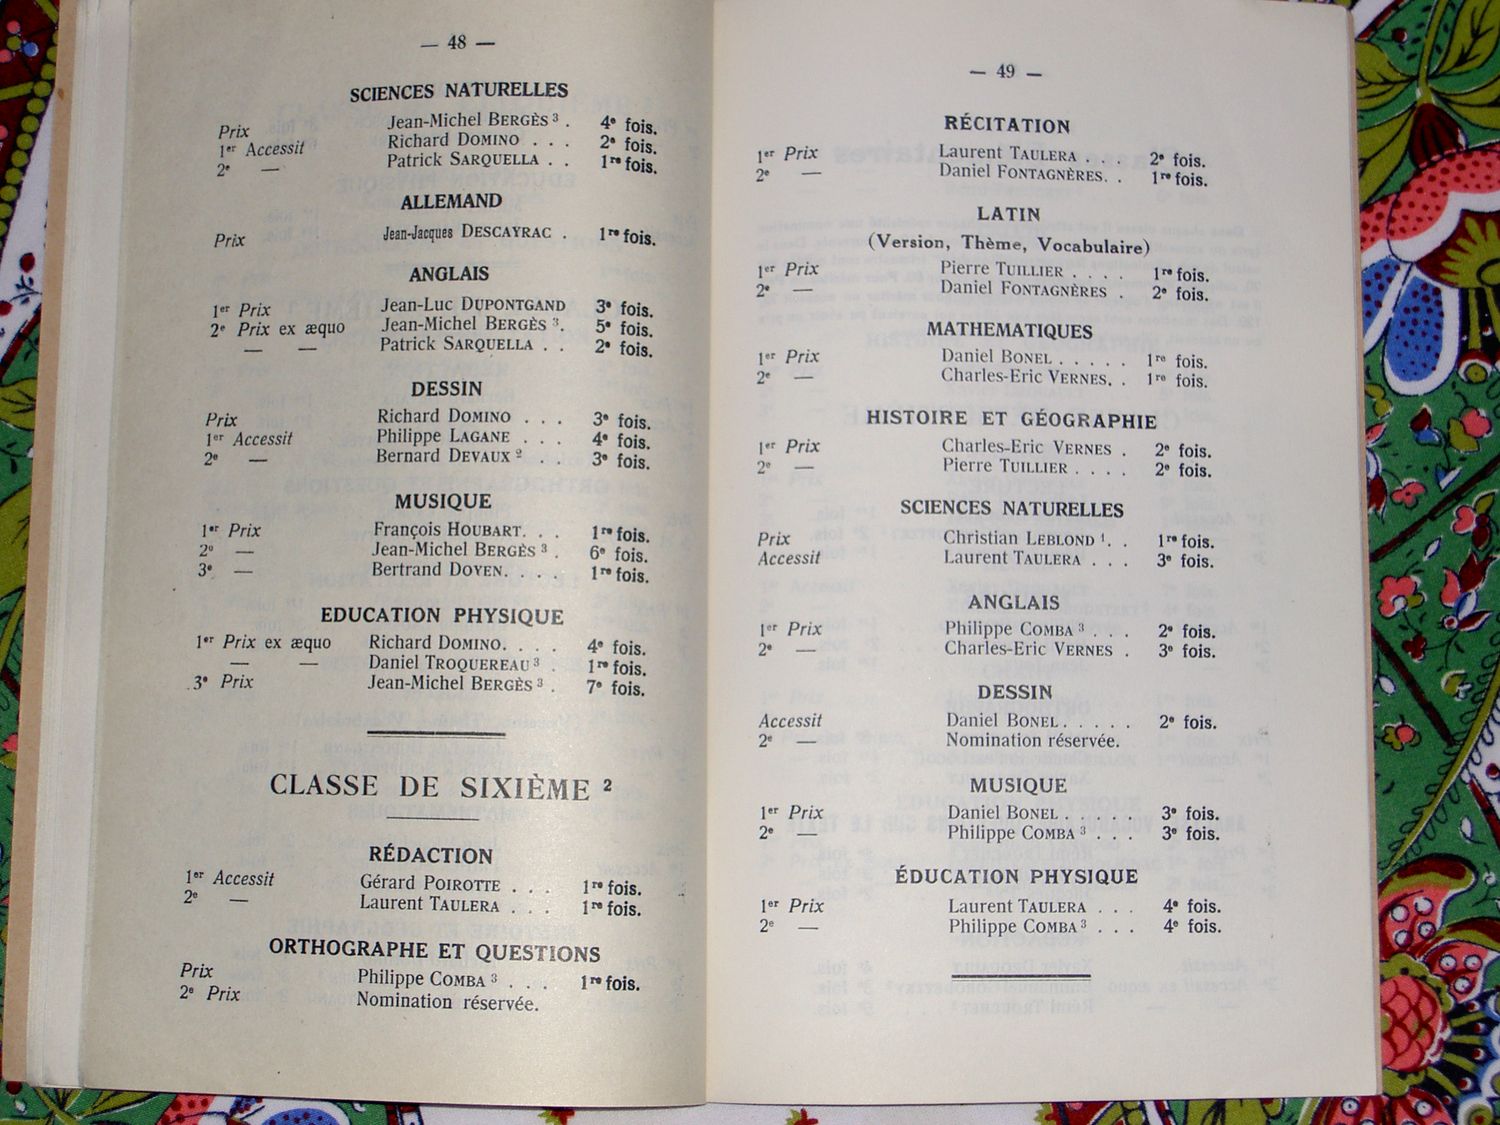 — 48 —
SCIENCES NATURELLES
Prix Jean-Michel BERGÈS ³ . 4e fois.
1er Accessit Richard DOMINO . . . 2e fois.
2e — Patrick SARQUELLA . . 1re fois.
ALLEMAND
Prix Jean-Jacques DESCAYRAC . 1re fois.
ANGLAIS
1er Prix Jean-Luc DUPONTGAND 3e fois.
2e Prix ex æquo Jean-Michel BERGÈS ³. 5e fois.
— — Patrick SARQUELLA . . 2e fois.
DESSIN
Prix Richard DOMINO . . . 3e fois.
1er Accessit Philippe LAGANE . . . 4e fois.
2e — Bernard DEVAUX ² . . 3e fois.
MUSIQUE
1er Prix François HOUBART. . . 1re fois.
2e — Jean-Michel BERGÈS ³ . 6e fois.
3e — Bertrand DOYEN. . . . 1re fois.
EDUCATION PHYSIQUE
1er Prix ex æquo Richard DOMINO. . . . 4e fois.
— — Daniel TROQUEREAU ³ . 1re fois.
3e Prix Jean-Michel BERGÈS ³ . 7e fois.
CLASSE DE SIXIÈME ²
RÉDACTION
1er Accessit Gérard POIROTTE . . . 1re fois.
2e — Laurent TAULERA . . . 1re fois.
ORTHOGRAPHE ET QUESTIONS
Prix Philippe COMBA ³ . . . 1re fois.
2e Prix Nomination réservée.
— 49 —
RÉCITATION
1er Prix Laurent TAULERA . . . 2e fois.
2e — Daniel FONTAGNÈRES. . 1re fois.
LATIN
(Version, Thème, Vocabulaire)
1er Prix Pierre TUILLIER . . . . 1re fois.
2e — Daniel FONTAGNÈRES . 2e fois.
MATHEMATIQUES
1er Prix Daniel BONEL . . . . . 1re fois.
2e — Charles-Eric VERNES. . 1re fois.
HISTOIRE ET GÉOGRAPHIE
1er Prix Charles-Eric VERNES . 2e fois.
2e — Pierre TUILLIER . . . . 2e fois.
SCIENCES NATURELLES
Prix Christian LEBLOND ¹. . 1re fois.
Accessit Laurent TAULERA . . . 3e fois.
ANGLAIS
1er Prix Philippe COMBA ³ . . . 2e fois.
2e — Charles-Eric VERNES . 3e fois.
DESSIN
Accessit Daniel BONEL . . . . . 2e fois.
2e — Nomination réservée.
MUSIQUE
1er Prix Daniel BONEL . . . . . 3e fois.
2e — Philippe COMBA ³ . . . 3e fois.
ÉDUCATION PHYSIQUE
1er Prix Laurent TAULERA . . . 4e fois.
2e — Philippe COMBA ³ . . . 4e fois.